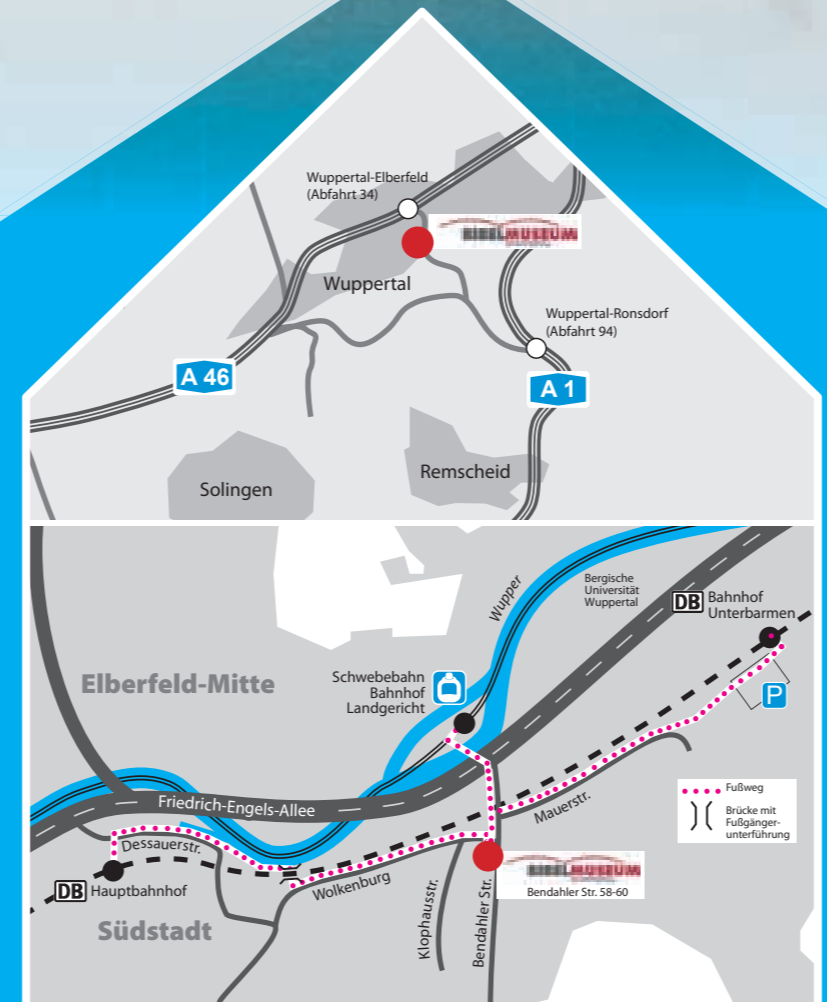 Wuppertal-Elberfeld
(Abfahrt 34)
BIBELMUSEUM
Wuppertal
Wuppertal-Ronsdorf
(Abfahrt 94)
A 46
A 1
Remscheid
Solingen
Wupper
Bergische
Universität
Wuppertal
DB Bahnhof
Unterbarmen
Elberfeld-Mitte
Schwebebahn
Bahnhof
Landgericht
P
Fußweg
Brücke mit
Fußgänger-
unterführung
Friedrich-Engels-Allee
Mauerstr.
Dessauerstr.
DB Hauptbahnhof
Wolkenburg
BIBELMUSEUM
Bendahler Str. 58-60
Klophausstr.
Bendahler Str.
Südstadt